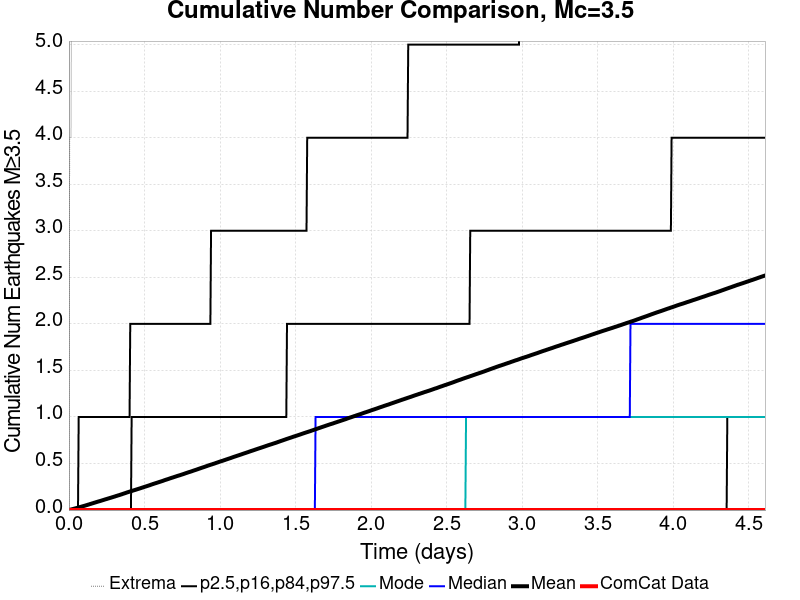 Cumulative Number Comparison, Mc=3.5
Cumulative Num Earthquakes M≥3.5
5.0
4.5
4.0
3.5
3.0
2.5
2.0
1.5
1.0
0.5
0.0
0.0 0.5 1.0 1.5 2.0 2.5 3.0 3.5 4.0 4.5
Time (days)
Extrema p2.5,p16,p84,p97.5 Mode Median Mean ComCat Data